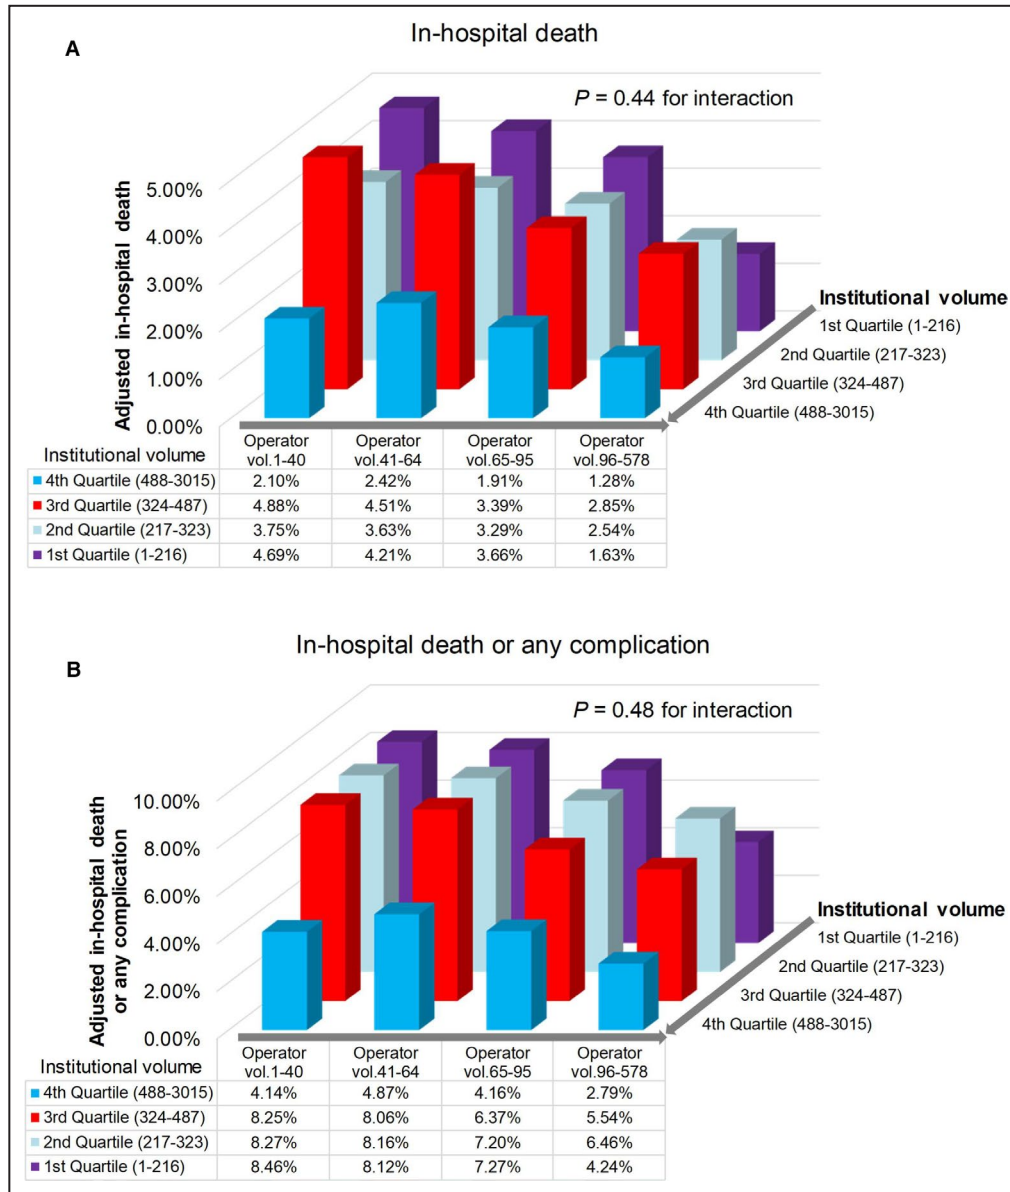 A
In-hospital death
P = 0.44 for interaction
Adjusted in-hospital death
5.00%
4.00%
3.00%
2.00%
1.00%
0.00%
Institutional volume
1st Quartile (1-216)
2nd Quartile (217-323)
3rd Quartile (324-487)
4th Quartile (488-3015)
Institutional volume Operator vol.1-40 Operator vol.41-64 Operator vol.65-95 Operator vol.96-578
4th Quartile (488-3015) 2.10% 2.42% 1.91% 1.28%
3rd Quartile (324-487) 4.88% 4.51% 3.39% 2.85%
2nd Quartile (217-323) 3.75% 3.63% 3.29% 2.54%
1st Quartile (1-216) 4.69% 4.21% 3.66% 1.63%
In-hospital death or any complication
B
P = 0.48 for interaction
Adjusted in-hospital death
or any complication
10.00%
8.00%
6.00%
4.00%
2.00%
0.00%
Institutional volume
1st Quartile (1-216)
2nd Quartile (217-323)
3rd Quartile (324-487)
4th Quartile (488-3015)
Institutional volume Operator vol.1-40 Operator vol.41-64 Operator vol.65-95 Operator vol.96-578
4th Quartile (488-3015) 4.14% 4.87% 4.16% 2.79%
3rd Quartile (324-487) 8.25% 8.06% 6.37% 5.54%
2nd Quartile (217-323) 8.27% 8.16% 7.20% 6.46%
1st Quartile (1-216) 8.46% 8.12% 7.27% 4.24%